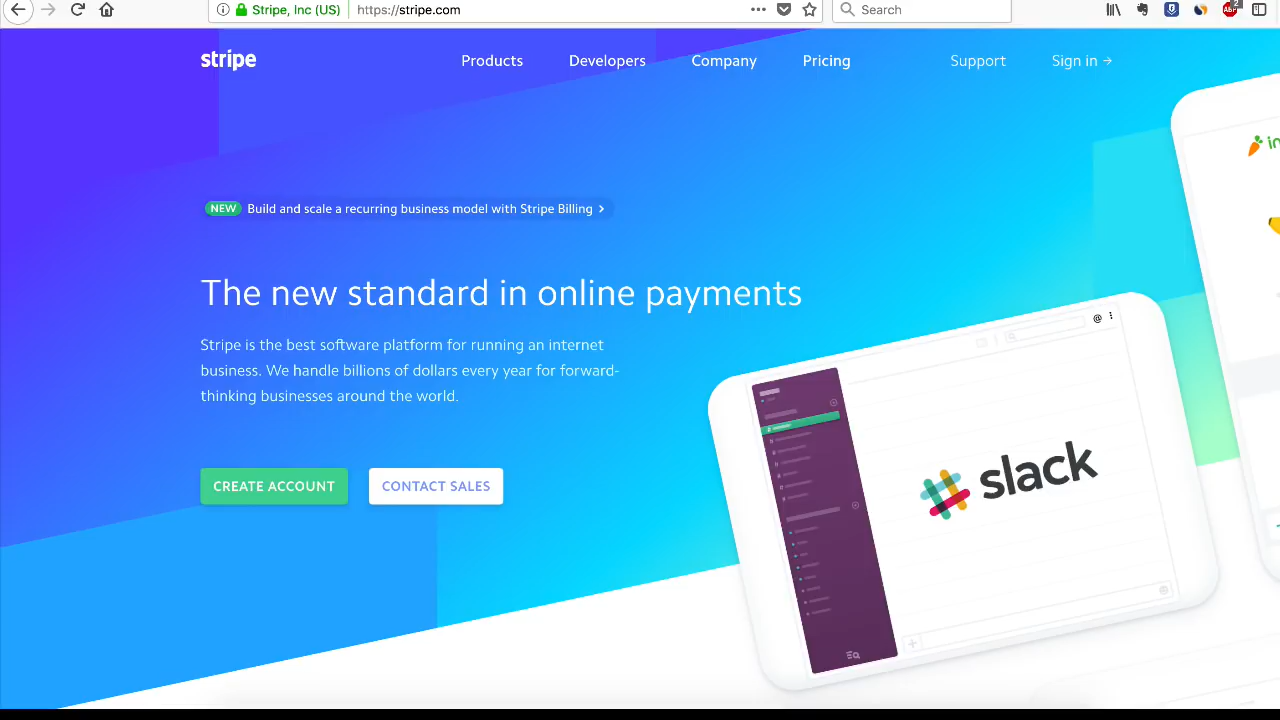 Stripe, Inc (US) https://stripe.com
Search
ABP 2
stripe Products Developers Company Pricing Support Sign in →
NEW Build and scale a recurring business model with Stripe Billing
The new standard in online payments
Stripe is the best software platform for running an internet
business. We handle billions of dollars every year for forward-
thinking businesses around the world.
CREATE ACCOUNT CONTACT SALES
in
@
slack